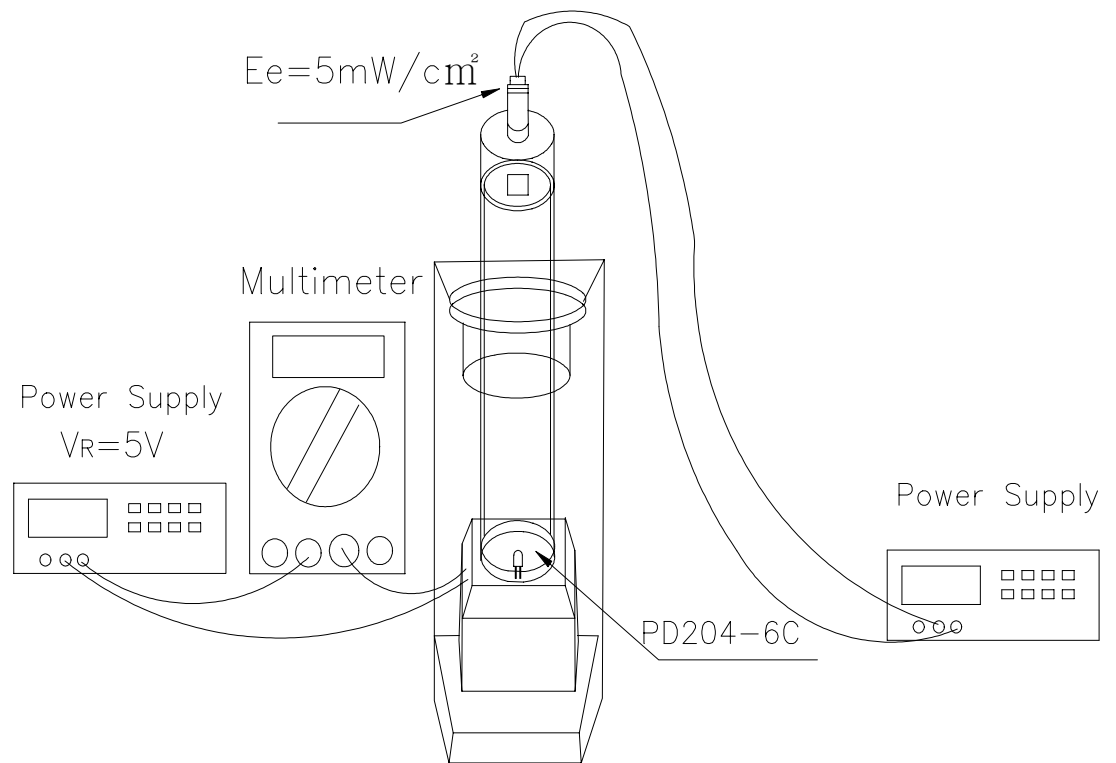 Ee=5mW/cm²
Multimeter
Power Supply
VR=5V
Power Supply
PD204-6C